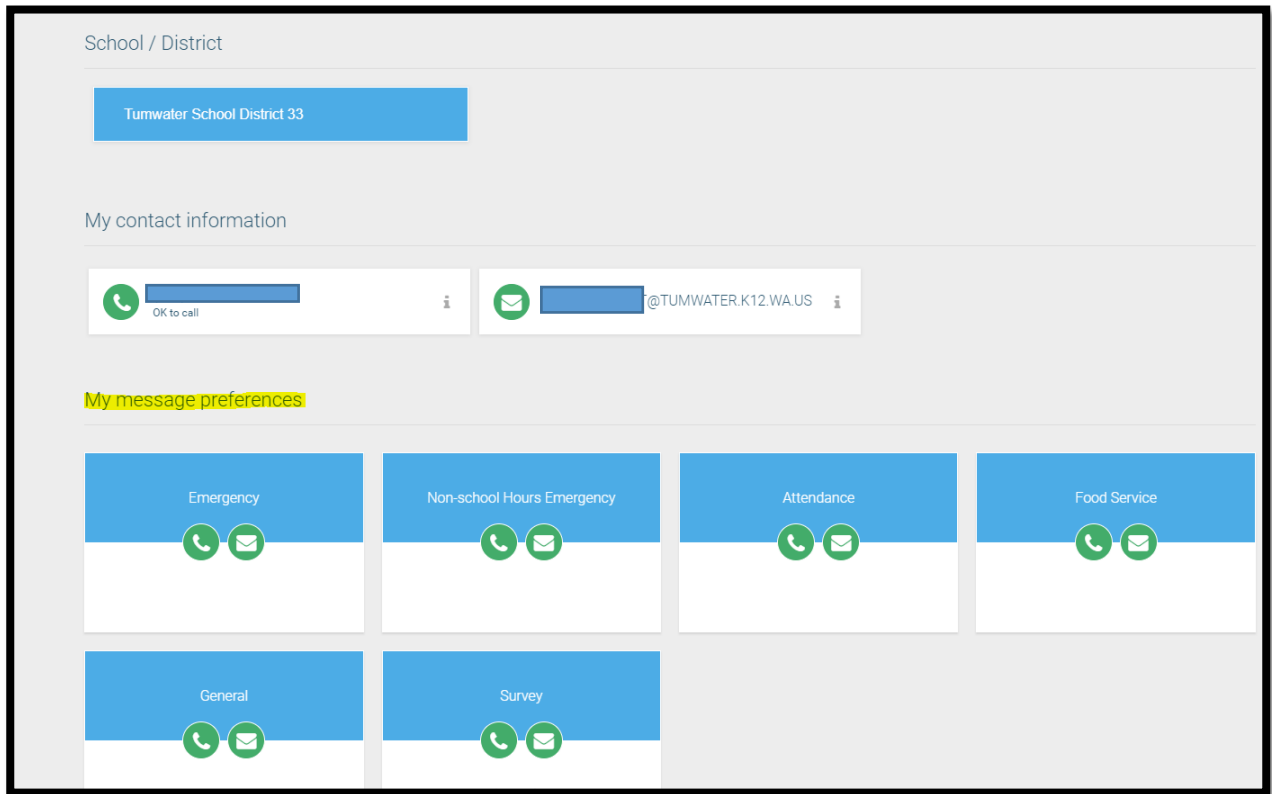 School / District
Tumwater School District 33
My contact information
OK to call
@TUMWATER.K12.WA.US
My message preferences
Emergency
Non-school Hours Emergency
Attendance
Food Service
General
Survey